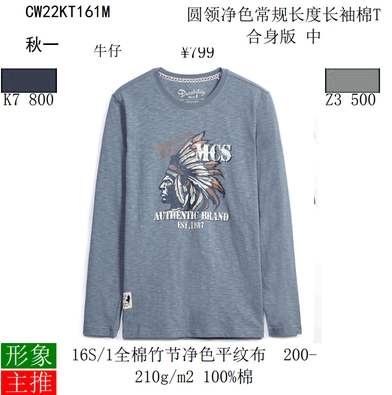 CW22KT161M
圆领净色常规长度长袖棉T
秋一
牛仔
¥799
合身版 中
K7 800
Z3 500
MCS
AUTHENTIC BRAND
EST.1987
形象
主推
16S/1全棉竹节净色平纹布 200-
210g/m2 100%棉